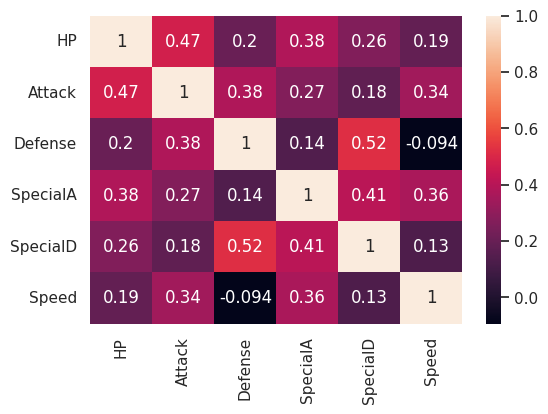 HP 1 0.47 0.2 0.38 0.26 0.19
Attack 0.47 1 0.38 0.27 0.18 0.34
Defense 0.2 0.38 1 0.14 0.52 -0.094
SpecialA 0.38 0.27 0.14 1 0.41 0.36
SpecialD 0.26 0.18 0.52 0.41 1 0.13
Speed 0.19 0.34 -0.094 0.36 0.13 1
HP Attack Defense SpecialA SpecialD Speed
1.0
0.8
0.6
0.4
0.2
0.0